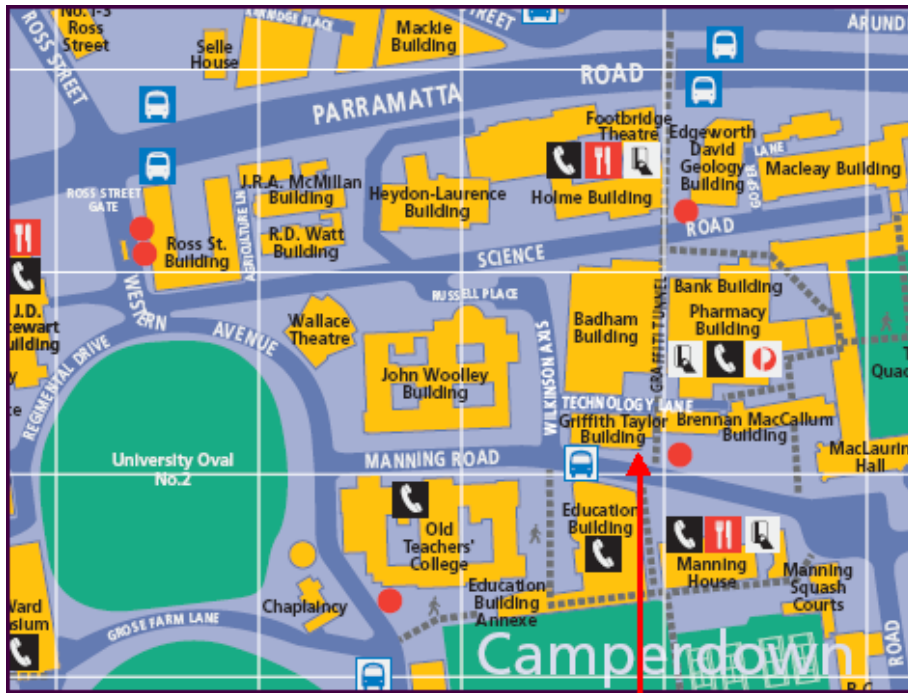 No. 1-3
Ross
Street
ROSS STREET
Selle
House
PLACE
Mackie
Building
STREET
ARUND
PARRAMATTA
ROAD
Footbridge
Theatre
Edgeworth
David
Geology
Building
GOSPER
LANE
Macleay Building
ROSS STREET
GATE
J.R.A. McMillan
Building
Heydon-Laurence
Building
Holme Building
ROAD
Ross St.
Building
AGRICULTURE LN
R.D. Watt
Building
SCIENCE
WESTERN
AVENUE
J.D.
Stewart
Building
REGIMENTAL DRIVE
Wallace
Theatre
RUSSELL PLACE
John Woolley
Building
WILKINSON AXIS
Badham
Building
GRAFFITI TUNNEL
Bank Building
Pharmacy
Building
Quad
TECHNOLOGY LANE
Griffith Taylor
Building
Brennan MacCallum
Building
MacLaurin
Hall
University Oval
No.2
MANNING ROAD
Old
Teachers'
College
Education
Building
Manning
House
Manning
Squash
Courts
Education
Building
Annexe
Chaplaincy
Ward
GROSE FARM LANE
Camperdown
ROAD